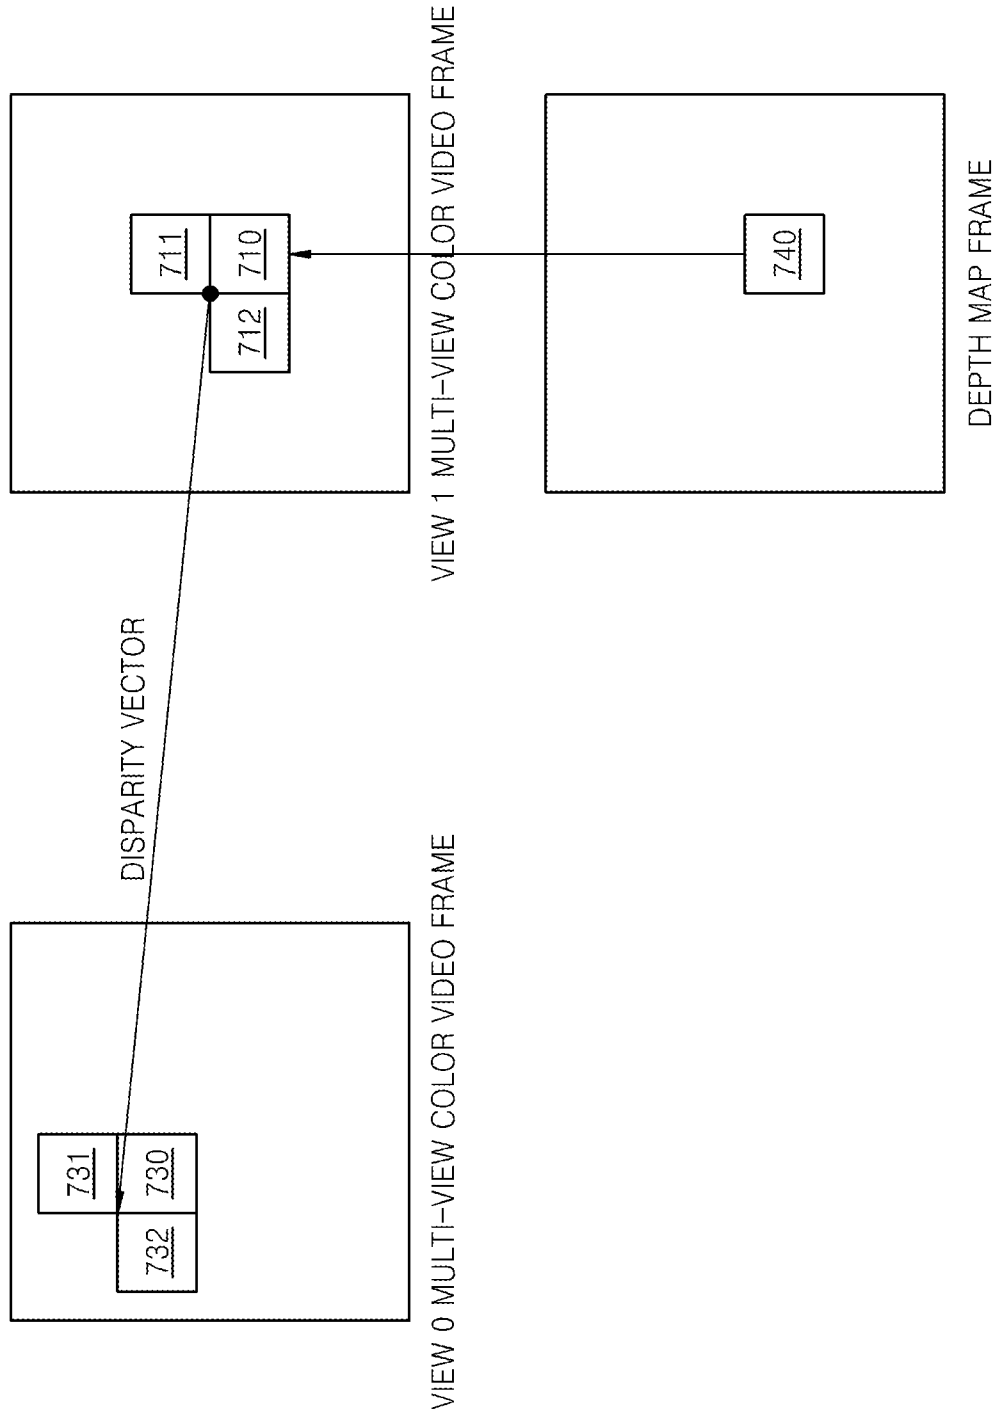 731
732
730
VIEW 0 MULTI-VIEW COLOR VIDEO FRAME
DISPARITY VECTOR
711
712
710
VIEW 1 MULTI-VIEW COLOR VIDEO FRAME
740
DEPTH MAP FRAME